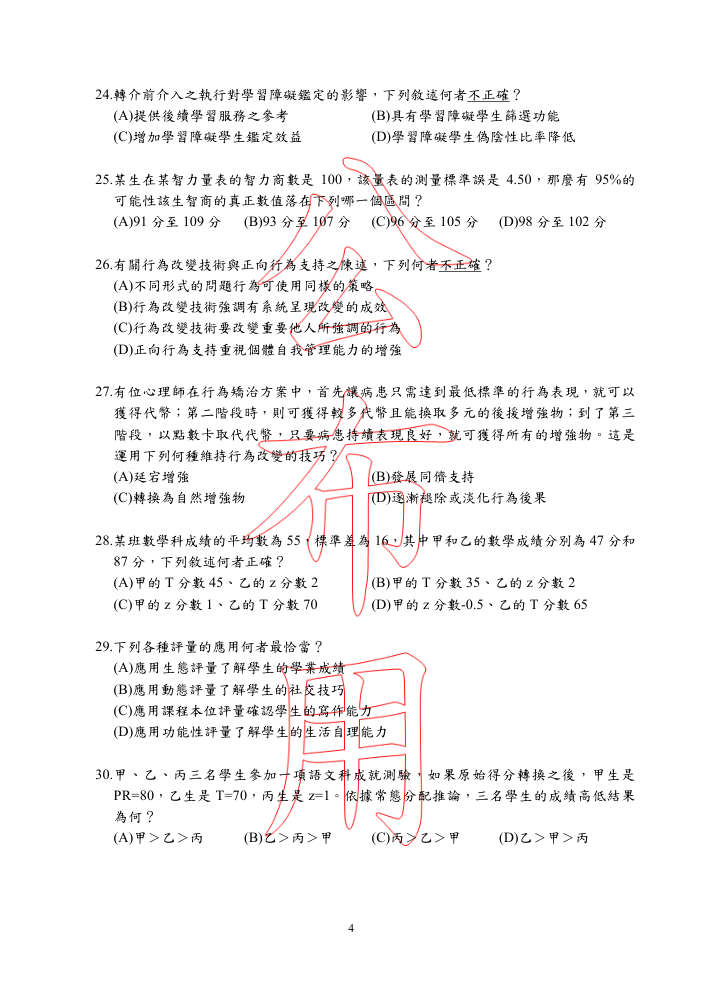 24.轉介前介入之執行對學習障礙鑑定的影響，下列敘述何者不正確？
(A)提供後續學習服務之參考 (B)具有學習障礙學生篩選功能
(C)增加學習障礙學生鑑定效益 (D)學習障礙學生偽陰性比率降低
25.某生在某智力量表的智力商數是 100，該量表的測量標準誤是 4.50，那麼有 95%的
可能性該生智商的真正數值落在下列哪一個區間？
(A)91 分至 109 分 (B)93 分至 107 分 (C)96 分至 105 分 (D)98 分至 102 分
26.有關行為改變技術與正向行為支持之陳述，下列何者不正確？
(A)不同形式的問題行為可使用同樣的策略
(B)行為改變技術強調有系統呈現改變的成效
(C)行為改變技術要改變重要他人所強調的行為
(D)正向行為支持重視個體自我管理能力的增強
27.有位心理師在行為矯治方案中，首先讓病患只需達到最低標準的行為表現，就可以
獲得代幣；第二階段時，則可獲得較多代幣且能換取多元的後援增強物；到了第三
階段，以點數卡取代代幣，只要病患持續表現良好，就可獲得所有的增強物。這是
運用下列何種維持行為改變的技巧？
(A)延宕增強 (B)發展同儕支持
(C)轉換為自然增強物 (D)逐漸褪除或淡化行為後果
28.某班數學科成績的平均數為 55，標準差為 16，其中甲和乙的數學成績分別為 47 分和
87 分，下列敘述何者正確？
(A)甲的 T 分數 45、乙的 z 分數 2 (B)甲的 T 分數 35、乙的 z 分數 2
(C)甲的 z 分數 1、乙的 T 分數 70 (D)甲的 z 分數-0.5、乙的 T 分數 65
29.下列各種評量的應用何者最恰當？
(A)應用生態評量了解學生的學業成績
(B)應用動態評量了解學生的社交技巧
(C)應用課程本位評量確認學生的寫作能力
(D)應用功能性評量了解學生的生活自理能力
30.甲、乙、丙三名學生參加一項語文科成就測驗，如果原始得分轉換之後，甲生是
PR=80，乙生是 T=70，丙生是 z=1。依據常態分配推論，三名學生的成績高低結果
為何？
(A)甲＞乙＞丙 (B)乙＞丙＞甲 (C)丙＞乙＞甲 (D)乙＞甲＞丙
公布用
4